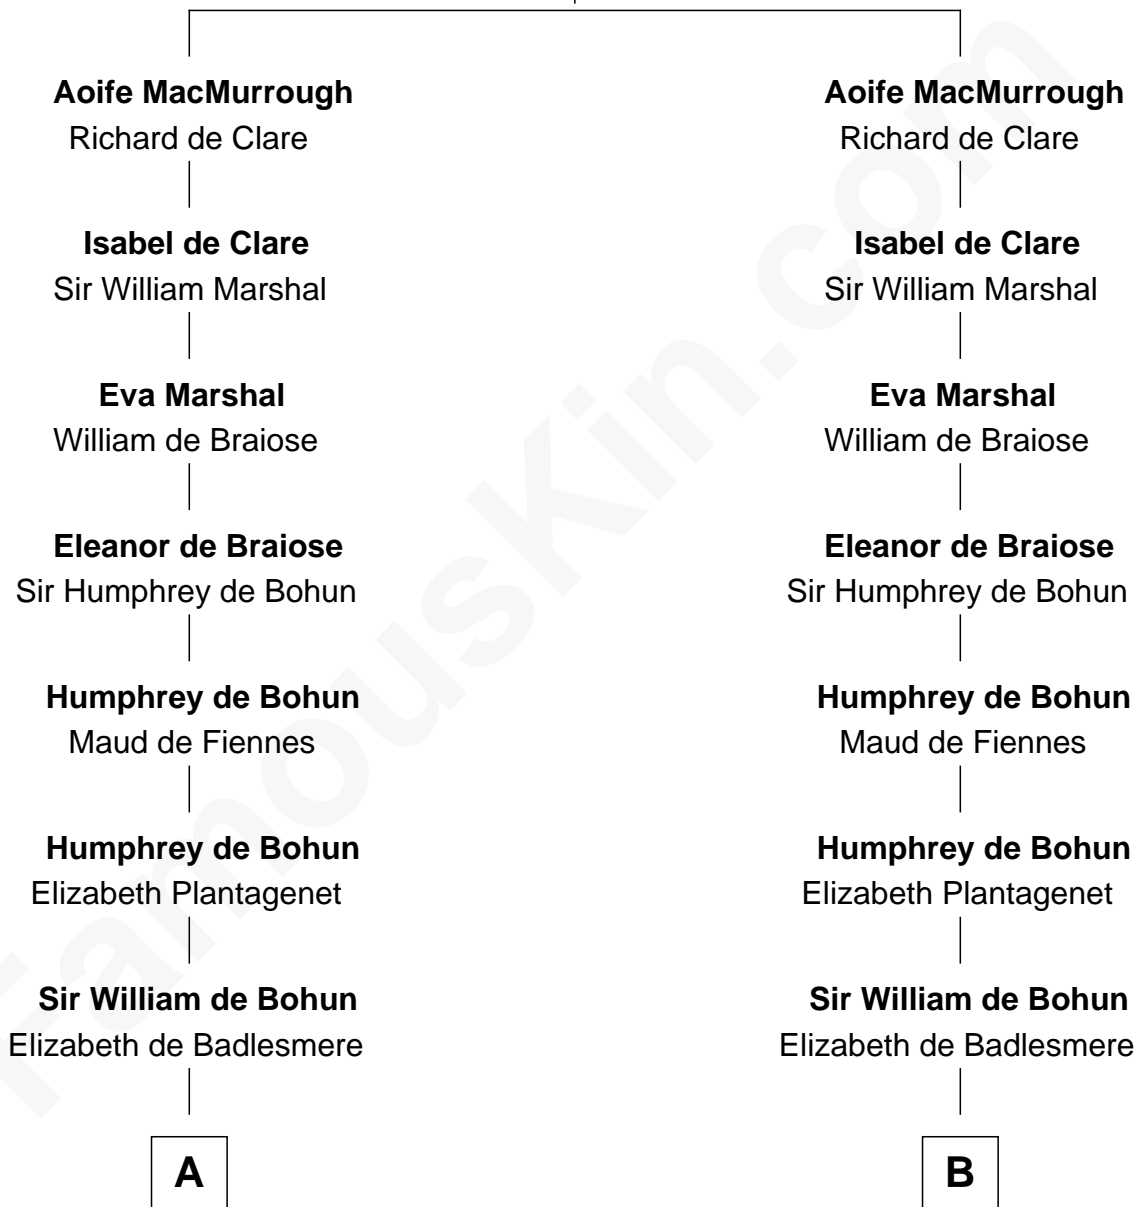 Aoife MacMurrough
Richard de Clare
Isabel de Clare
Sir William Marshal
Eva Marshal
William de Braiose
Eleanor de Braiose
Sir Humphrey de Bohun
Humphrey de Bohun
Maud de Fiennes
Humphrey de Bohun
Elizabeth Plantagenet
Sir William de Bohun
Elizabeth de Badlesmere
A
Aoife MacMurrough
Richard de Clare
Isabel de Clare
Sir William Marshal
Eva Marshal
William de Braiose
Eleanor de Braiose
Sir Humphrey de Bohun
Humphrey de Bohun
Maud de Fiennes
Humphrey de Bohun
Elizabeth Plantagenet
Sir William de Bohun
Elizabeth de Badlesmere
B
FamousKin.com